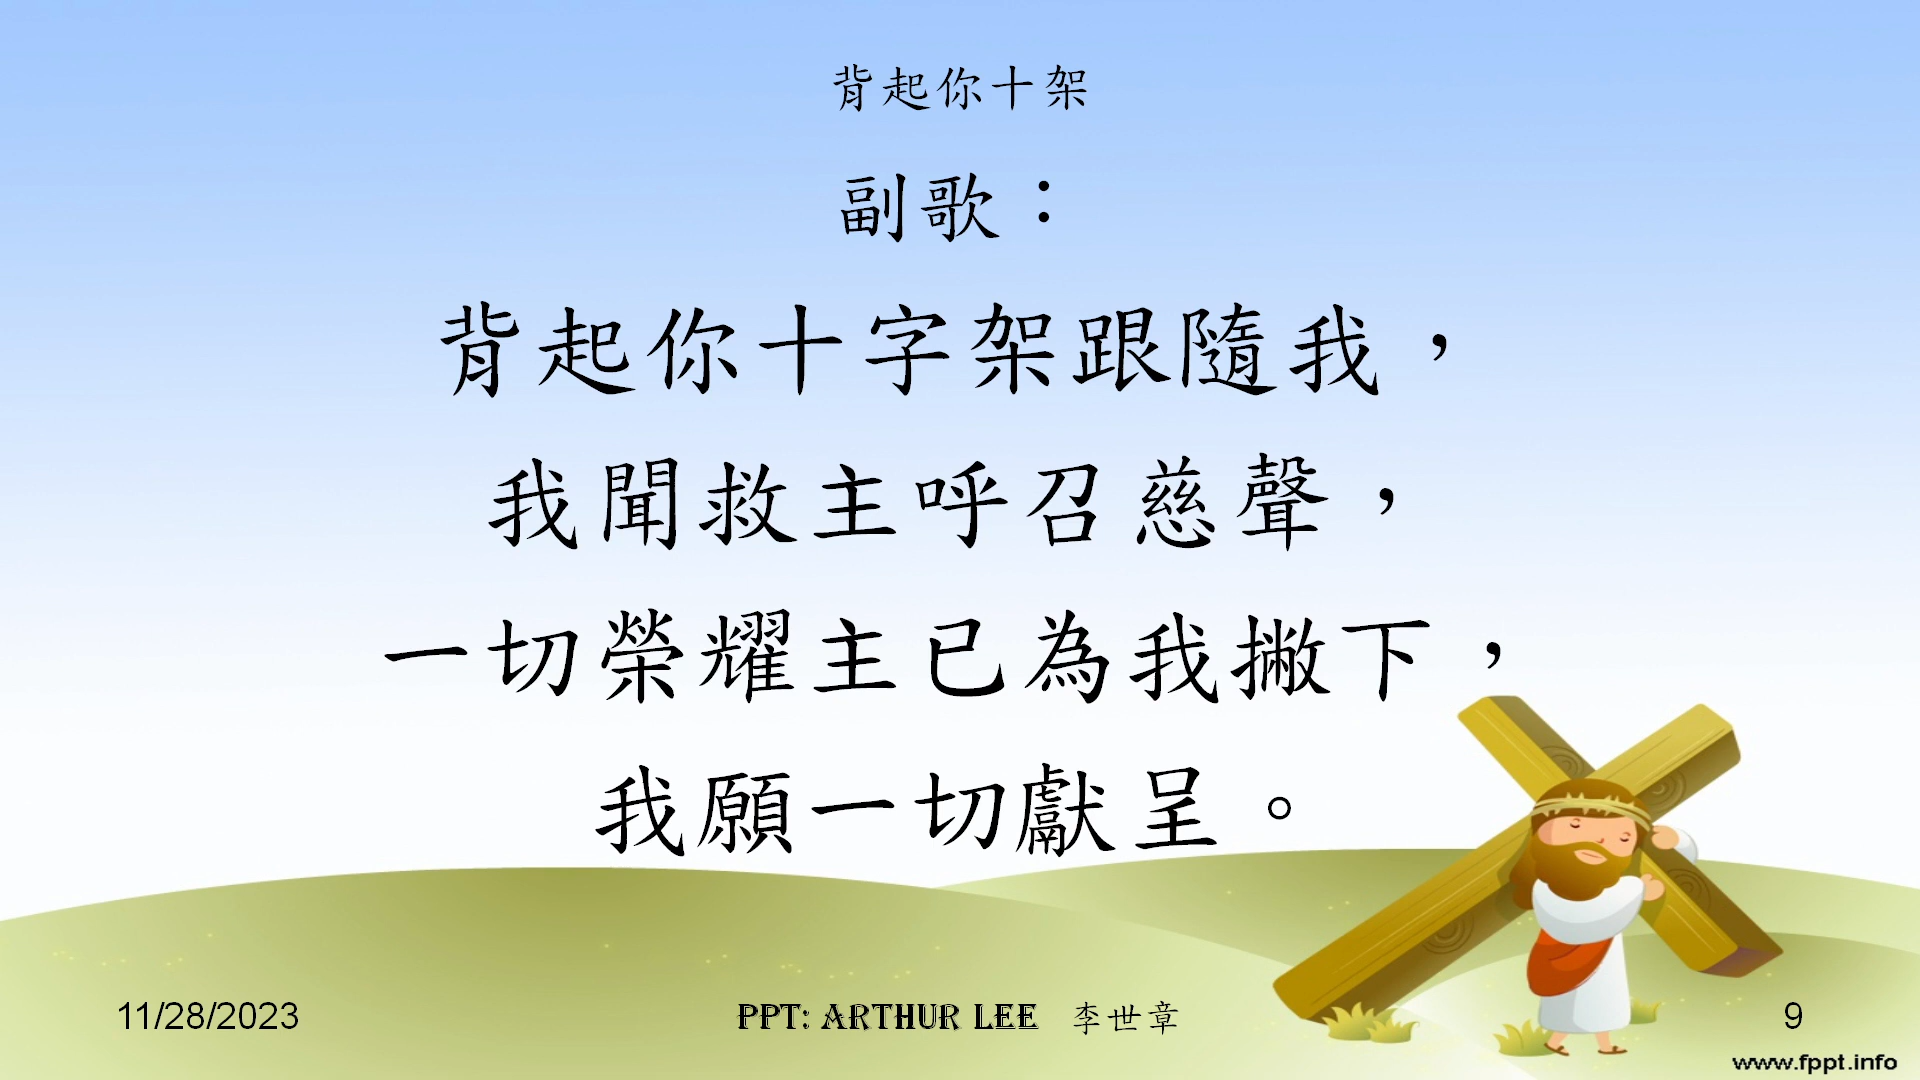 背起你十架
副歌：
背起你十字架跟隨我，
我聞救主呼召慈聲，
一切榮耀主已為我撇下，
我願一切獻呈。
11/28/2023 PPT: ARTHUR LEE 李世章 9
www.fppt.info